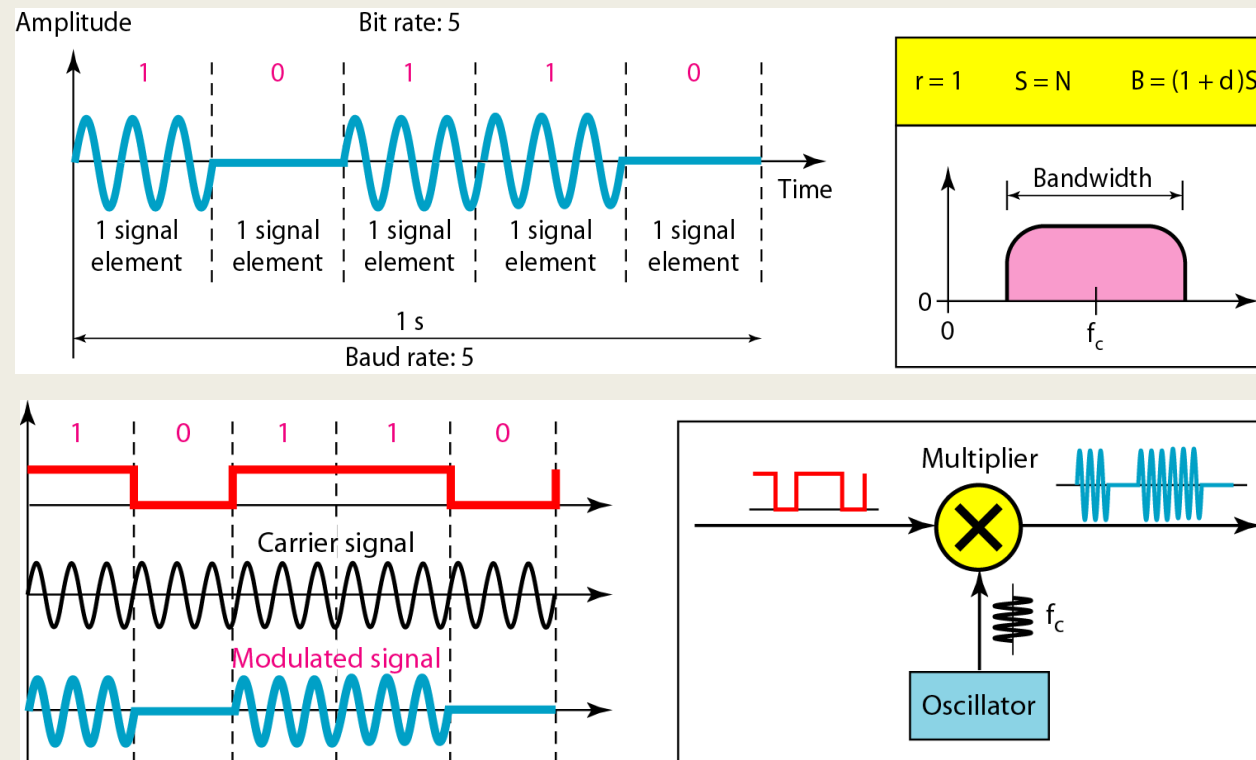 Amplitude
Bit rate: 5
1 0 1 1 0
Time
1 signal element
1 signal element
1 signal element
1 signal element
1 signal element
1 s
Baud rate: 5
r = 1 S = N B = (1 + d)S
Bandwidth
0
0
f_c
1 0 1 1 0
Carrier signal
Modulated signal
Multiplier
f_c
Oscillator